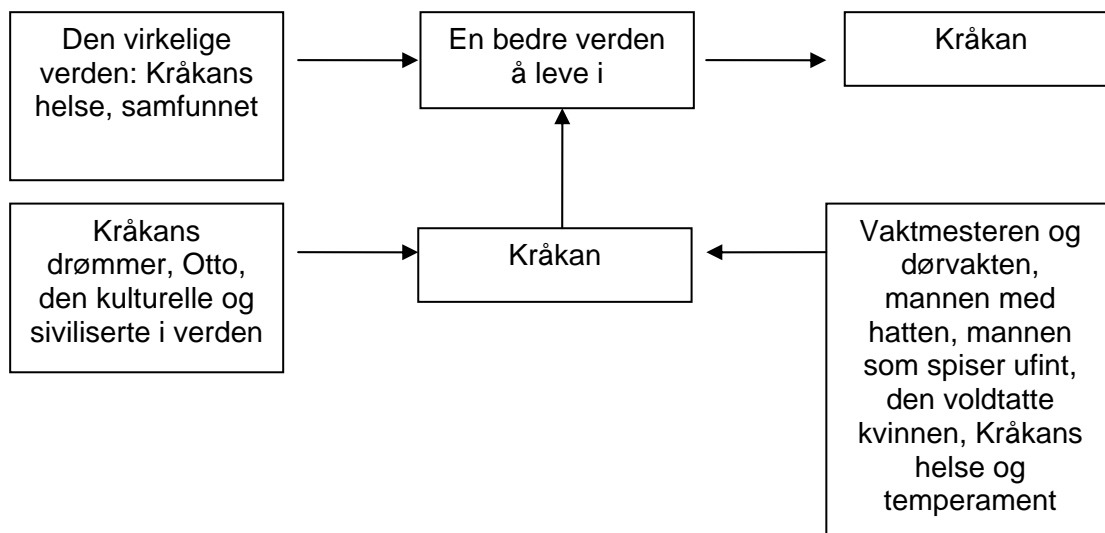 Den virkelige
verden: Kråkans
helse, samfunnet
En bedre verden
å leve i
Kråkan
Kråkans
drømmer, Otto,
den kulturelle og
siviliserte i verden
Kråkan
Vaktmesteren og
dørvakten,
mannen med
hatten, mannen
som spiser ufint,
den voldtatte
kvinnen, Kråkans
helse og
temperament